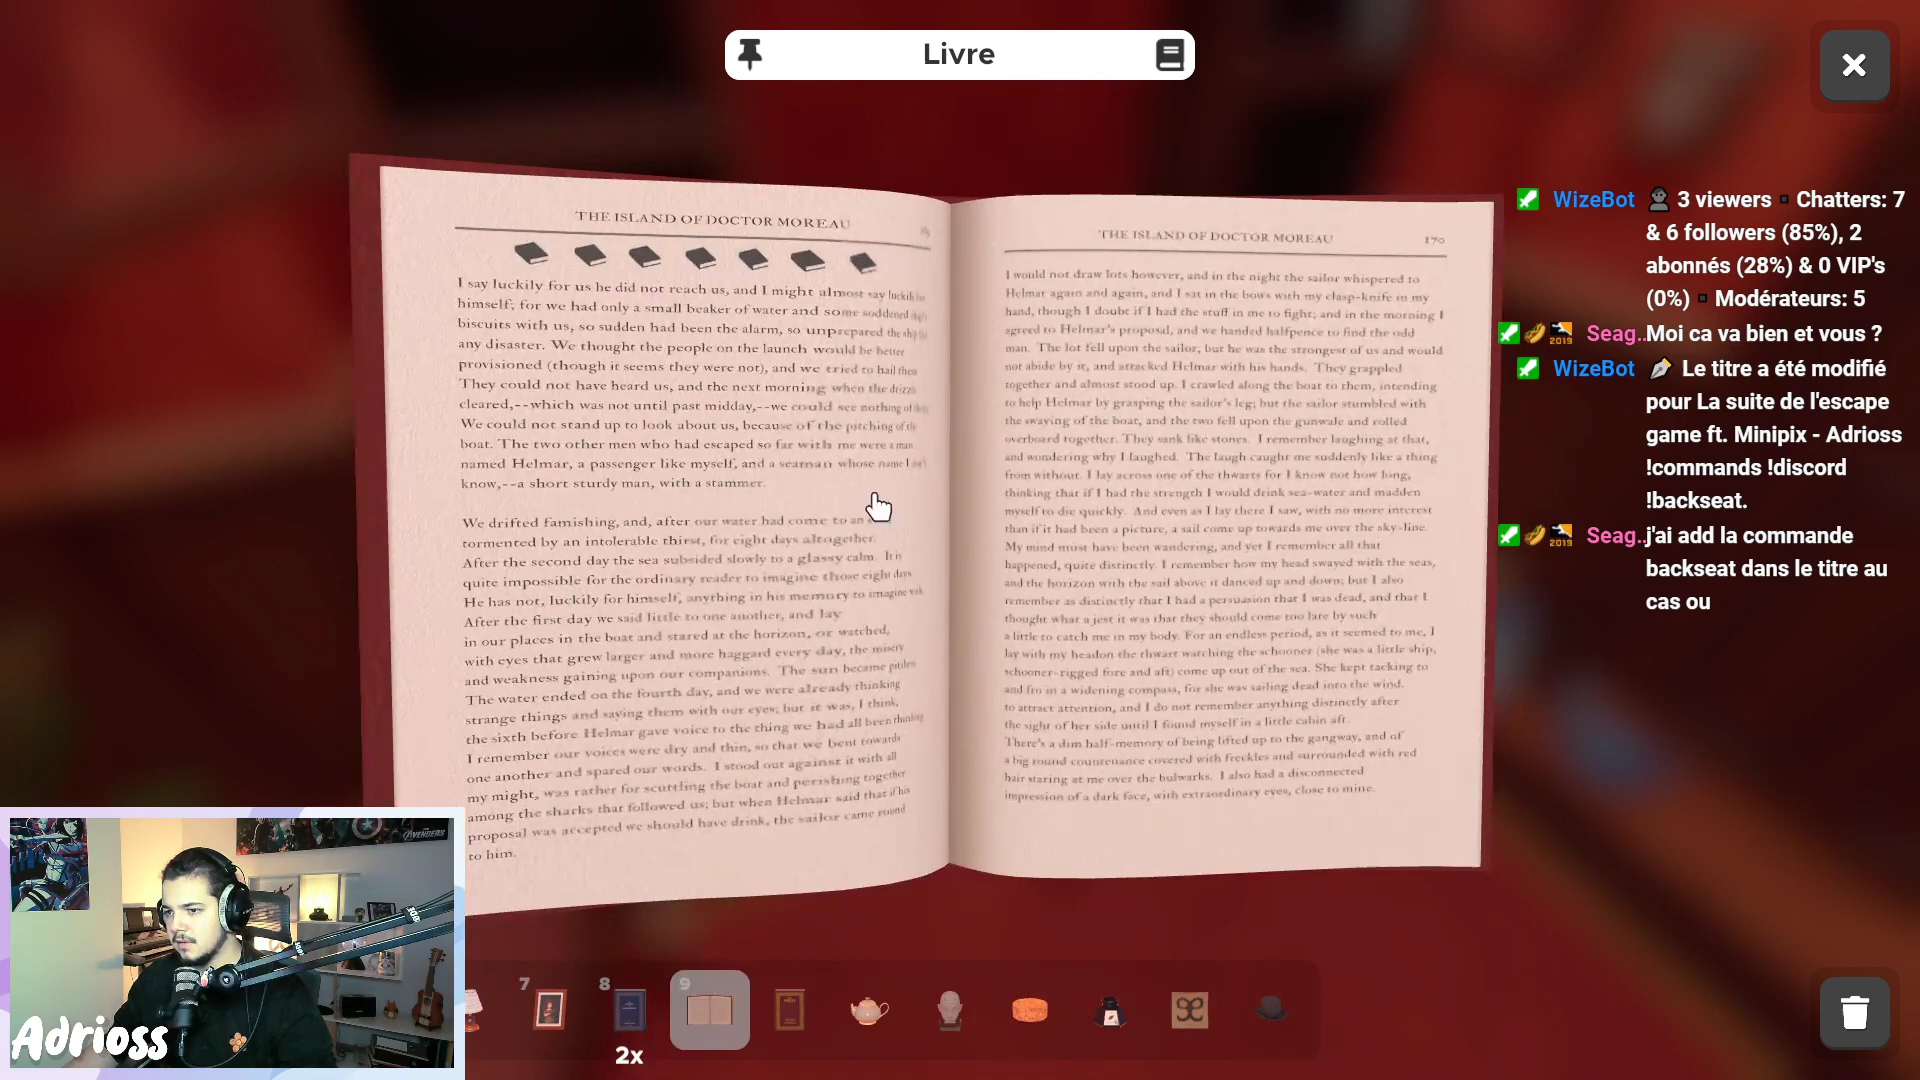 Livre
THE ISLAND OF DOCTOR MOREAU
I say luckily for us he did not reach us, and I might almost say luckily for
himself; for we had only a small beaker of water and some soddened
biscuits with us, so sudden had been the alarm, so unprepared the ship
any disaster. We thought the people on the launch would be better
provisioned (though it seems they were not), and we tried to hail them
They could not have heard us, and the next morning when the drizzle
cleared,--which was not until past midday,--we could see nothing of
We could not stand up to look about us, because of the pitching of the
boat. The two other men who had escaped so far with me were a man
named Helmar, a passenger like myself, and a seaman whose name I don't
know,--a short sturdy man, with a stammer.
We drifted famishing, and, after our water had come to an
tormented by an intolerable thirst, for eight days altogether.
After the second day the sea subsided slowly to a glassy calm. It is
quite impossible for the ordinary reader to imagine those eight days
He has not, luckily for himself, anything in his memory to imagine with
After the first day we said little to one another, and lay
in our places in the boat and stared at the horizon, or watched,
with eyes that grew larger and more haggard every day, the misery
and weakness gaining upon our companions. The sun became pitiless
The water ended on the fourth day, and we were already thinking
strange things and saying them with our eyes; but it was, I think,
the sixth before Helmar gave voice to the thing we had all been thinking
I remember our voices were dry and thin, so that we bent towards
one another and spared our words. I stood out against it with all
my might, was rather for scuttling the boat and perishing together
among the sharks that followed us; but when Helmar said that if his
proposal was accepted we should have drink, the sailor came round
to him.
THE ISLAND OF DOCTOR MOREAU 170
I would not draw lots however, and in the night the sailor whispered to
Helmar again and again, and I sat in the bows with my clasp-knife in my
hand, though I doubt if I had the stuff in me to fight; and in the morning I
agreed to Helmar's proposal, and we handed halfpence to find the odd
man. The lot fell upon the sailor; but he was the strongest of us and would
not abide by it, and attacked Helmar with his hands. They grappled
together and almost stood up. I crawled along the boat to them, intending
to help Helmar by grasping the sailor's leg; but the sailor stumbled with
the swaying of the boat, and the two fell upon the gunwale and rolled
overboard together. They sank like stones. I remember laughing at that,
and wondering why I laughed. The laugh caught me suddenly like a thing
from without. I lay across one of the thwarts for I know not how long,
thinking that if I had the strength I would drink sea-water and madden
myself to die quickly. And even as I lay there I saw, with no more interest
than if it had been a picture, a sail come up towards me over the sky-line.
My mind must have been wandering, and yet I remember all that
happened, quite distinctly. I remember how my head swayed with the seas,
and the horizon with the sail above it danced up and down; but I also
remember as distinctly that I had a persuasion that I was dead, and that I
thought what a jest it was that they should come too late by such
a little to catch me in my body. For an endless period, as it seemed to me, I
lay with my headon the thwart watching the schooner (she was a little ship,
schooner-rigged fore and aft) come up out of the sea. She kept tacking to
and fro in a widening compass, for she was sailing dead into the wind.
to attract attention, and I do not remember anything distinctly after
the sight of her side until I found myself in a little cabin aft.
There's a dim half-memory of being lifted up to the gangway, and of
a big round countenance covered with freckles and surrounded with red
hair staring at me over the bulwarks. I also had a disconnected
impression of a dark face, with extraordinary eyes, close to mine.
WizeBot 3 viewers Chatters: 7
& 6 followers (85%), 2
abonnés (28%) & 0 VIP's
(0%) Modérateurs: 5
2019 Seag..Moi ca va bien et vous ?
WizeBot Le titre a été modifié
pour La suite de l'escape
game ft. Minipix - Adrioss
!commands !discord
!backseat.
2019 Seag..j'ai add la commande
backseat dans le titre au
cas ou
AVENGERS
Adrioss
7
8
9
2x